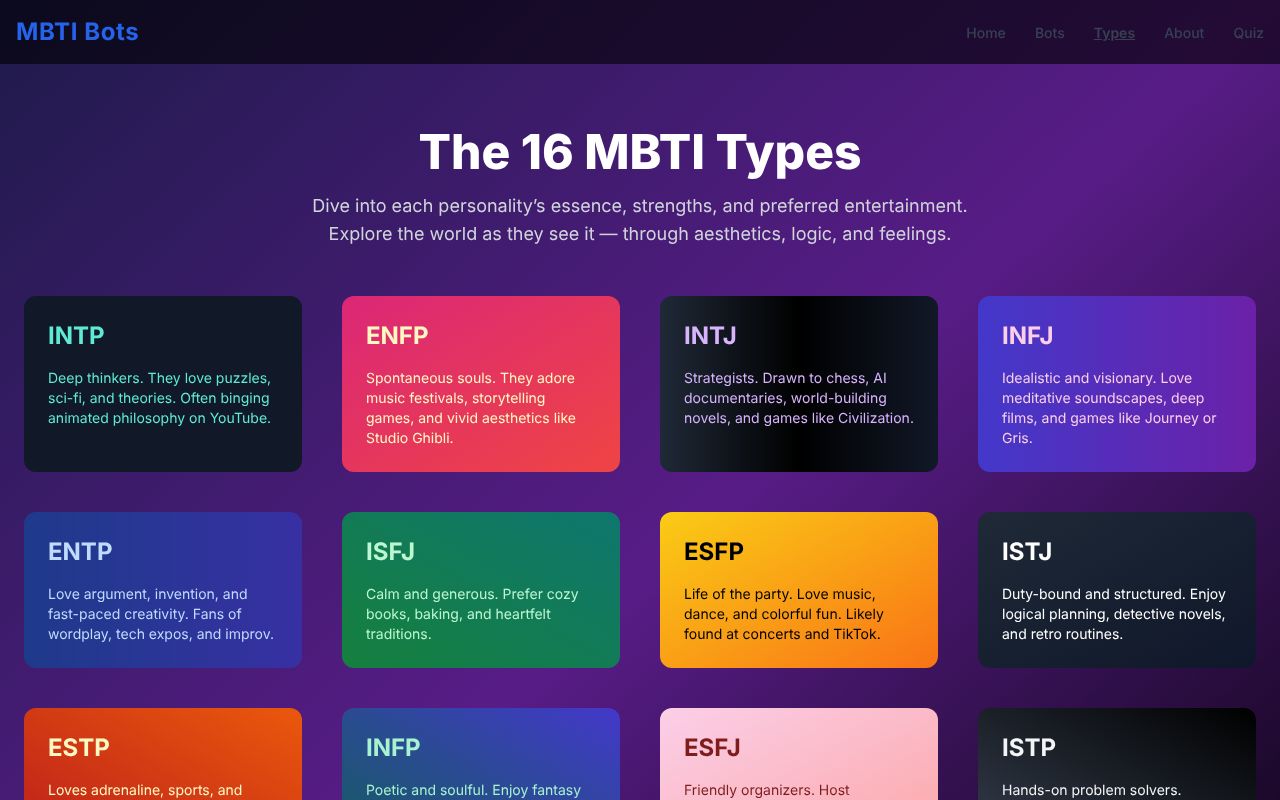 MBTI Bots
Home Bots Types About Quiz
The 16 MBTI Types
Dive into each personality’s essence, strengths, and preferred entertainment.
Explore the world as they see it — through aesthetics, logic, and feelings.
INTP
Deep thinkers. They love puzzles,
sci-fi, and theories. Often binging
animated philosophy on YouTube.
ENFP
Spontaneous souls. They adore
music festivals, storytelling
games, and vivid aesthetics like
Studio Ghibli.
INTJ
Strategists. Drawn to chess, AI
documentaries, world-building
novels, and games like Civilization.
INFJ
Idealistic and visionary. Love
meditative soundscapes, deep
films, and games like Journey or
Gris.
ENTP
Love argument, invention, and
fast-paced creativity. Fans of
wordplay, tech expos, and improv.
ISFJ
Calm and generous. Prefer cozy
books, baking, and heartfelt
traditions.
ESFP
Life of the party. Love music,
dance, and colorful fun. Likely
found at concerts and TikTok.
ISTJ
Duty-bound and structured. Enjoy
logical planning, detective novels,
and retro routines.
ESTP
Loves adrenaline, sports, and
INFP
Poetic and soulful. Enjoy fantasy
ESFJ
Friendly organizers. Host
ISTP
Hands-on problem solvers.